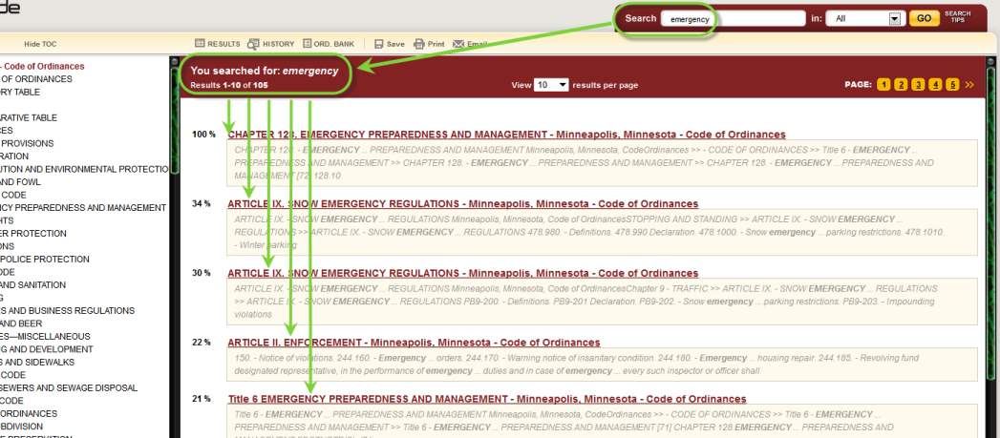 de
Search emergency in: All GO SEARCH TIPS
Hide TOC
RESULTS HISTORY ORD. BANK Save Print Email
- Code of Ordinances
OF ORDINANCES
RY TABLE
RATIVE TABLE
ES
PROVISIONS
RATION
UTION AND ENVIRONMENTAL PROTECTIO
AND FOWL
CODE
NCY PREPAREDNESS AND MANAGEMENT
HTS
ER PROTECTION
ONS
POLICE PROTECTION
ODE
AND SANITATION
G
S AND BUSINESS REGULATIONS
AND BEER
ES—MISCELLANEOUS
G AND DEVELOPMENT
S AND SIDEWALKS
CODE
SEWERS AND SEWAGE DISPOSAL
CODE
ORDINANCES
BDIVISION
E PRESERVATION
You searched for: emergency
Results 1-10 of 105
View 10 results per page
PAGE: 1 2 3 4 5 >>
100 % CHAPTER 128. EMERGENCY PREPAREDNESS AND MANAGEMENT - Minneapolis, Minnesota - Code of Ordinances
CHAPTER 128. - EMERGENCY ... PREPAREDNESS AND MANAGEMENT Minneapolis, Minnesota, CodeOrdinances >> - CODE OF ORDINANCES >> Title 6 - EMERGENCY ...
PREPAREDNESS AND MANAGEMENT >> CHAPTER 128. - EMERGENCY ... PREPAREDNESS AND MANAGEMENT >> CHAPTER 128. - EMERGENCY ... PREPAREDNESS AND
MANAGEMENT [72] 128.10
34 % ARTICLE IX. SNOW EMERGENCY REGULATIONS - Minneapolis, Minnesota - Code of Ordinances
ARTICLE IX. - SNOW EMERGENCY ... REGULATIONS Minneapolis, Minnesota, Code of OrdinancesSTOPPING AND STANDING >> ARTICLE IX. - SNOW EMERGENCY ...
REGULATIONS >> ARTICLE IX. - SNOW EMERGENCY ... REGULATIONS 478.980. - Definitions. 478.990 Declaration. 478.1000. - Snow emergency ... parking restrictions. 478.1010.
- Winter parking
30 % ARTICLE IX. SNOW EMERGENCY REGULATIONS - Minneapolis, Minnesota - Code of Ordinances
ARTICLE IX. - SNOW EMERGENCY ... REGULATIONS Minneapolis, Minnesota, Code of OrdinancesChapter 9 - TRAFFIC >> ARTICLE IX. - SNOW EMERGENCY ... REGULATIONS
>> ARTICLE IX. - SNOW EMERGENCY ... REGULATIONS PB9-200. - Definitions. PB9-201 Declaration. PB9-202. - Snow emergency ... parking restrictions. PB9-203. - Impounding
violations
22 % ARTICLE II. ENFORCEMENT - Minneapolis, Minnesota - Code of Ordinances
150. - Notice of violations. 244.160. - Emergency ... orders. 244.170. - Warning notice of insanitary condition. 244.180. - Emergency ... housing repair. 244.185. - Revolving fund
designated representative, in the performance of emergency ... duties and in case of emergency ... every such inspector or officer shall
21 % Title 6 EMERGENCY PREPAREDNESS AND MANAGEMENT - Minneapolis, Minnesota - Code of Ordinances
Title 6 - EMERGENCY ... PREPAREDNESS AND MANAGEMENT Minneapolis, Minnesota, CodeOrdinances >> - CODE OF ORDINANCES >> Title 6 - EMERGENCY ...
PREPAREDNESS AND MANAGEMENT >> Title 6 - EMERGENCY ... PREPAREDNESS AND MANAGEMENT [71] CHAPTER 128 EMERGENCY ... PREPAREDNESS AND